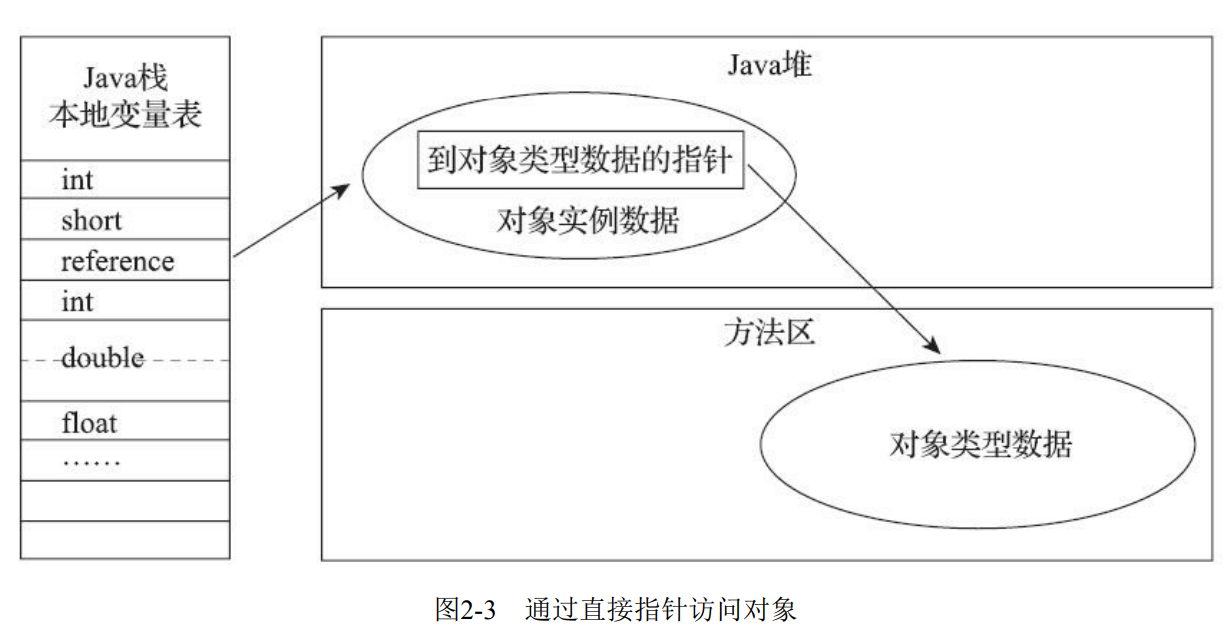 Java栈
本地变量表
int
short
reference
int
double
float
……
Java堆
到对象类型数据的指针
对象实例数据
方法区
对象类型数据
图2-3 通过直接指针访问对象